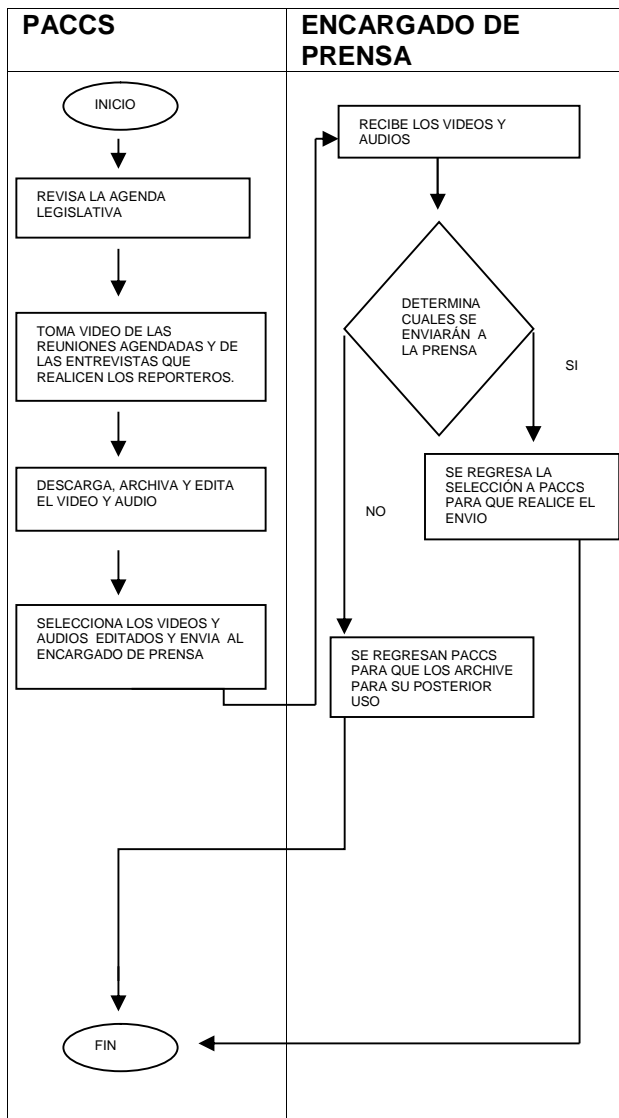 PACCS
ENCARGADO DE
PRENSA
INICIO
REVISA LA AGENDA
LEGISLATIVA
TOMA VIDEO DE LAS
REUNIONES AGENDADAS Y DE
LAS ENTREVISTAS QUE
REALICEN LOS REPORTEROS.
DESCARGA, ARCHIVA Y EDITA
EL VIDEO Y AUDIO
SELECCIONA LOS VIDEOS Y
AUDIOS EDITADOS Y ENVIA AL
ENCARGADO DE PRENSA
RECIBE LOS VIDEOS Y
AUDIOS
DETERMINA
CUALES SE
ENVIARÁN A
LA PRENSA
SI
SE REGRESA LA
SELECCIÓN A PACCS
PARA QUE REALICE EL
ENVIO
NO
SE REGRESAN PACCS
PARA QUE LOS ARCHIVE
PARA SU POSTERIOR
USO
FIN